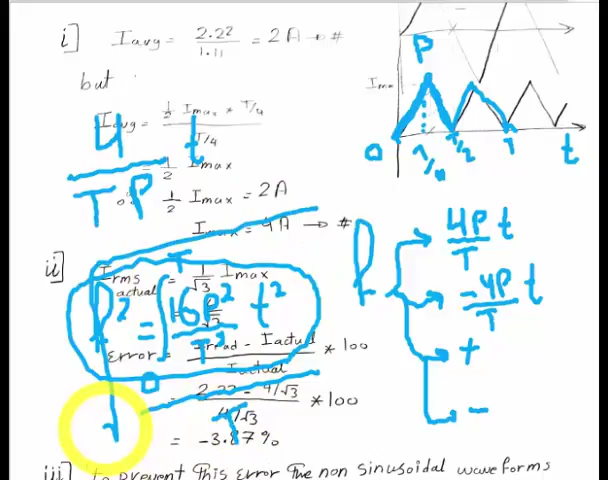 i] Iavg = 2.22 / 1.11 = 2 A → #
but
Iavg = ½ Imax * T/4 / T/4
= ½ Imax
½ Imax = 2A
Imax = 4A → #
ii] Irms actual = 1/√3 Imax
Error = - Iactual / Iactual * 100
= 2.22 - 4/√3 / 4/√3 * 100
= -3.87%
iii] to prevent this error the non sinusoidal waveforms
4 / T P t
P² = ∫ 16P² / T² t²
T
0
T
P
Imax
0 T/2 T t
4P/T t
-4P/T t
+
-